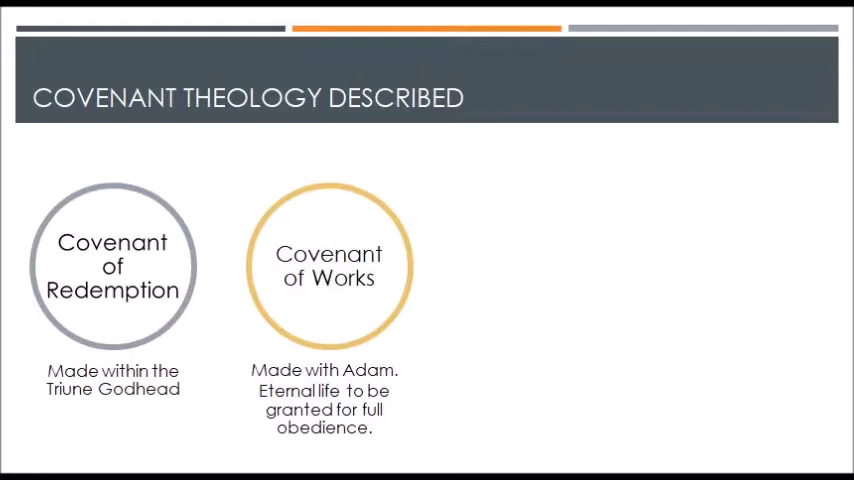 COVENANT THEOLOGY DESCRIBED
Covenant
of
Redemption
Made within the
Triune Godhead
Covenant
of Works
Made with Adam.
Eternal life to be
granted for full
obedience.